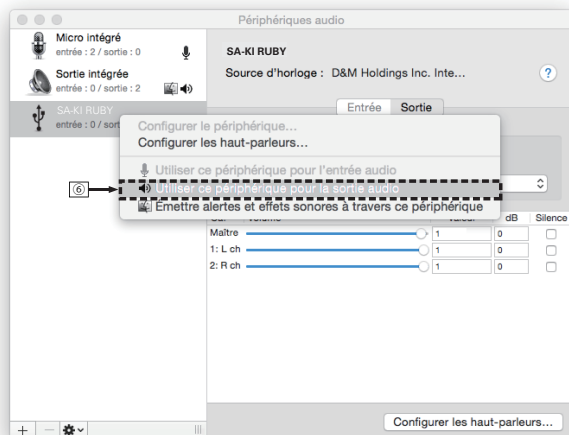 Périphériques audio
Micro intégré
entrée : 2 / sortie : 0
Sortie intégrée
entrée : 0 / sortie : 2
SA-KI RUBY
entrée : 0 / sort
SA-KI RUBY
Source d'horloge : D&M Holdings Inc. Inte...
?
Entrée Sortie
Configurer le périphérique...
Configurer les haut-parleurs...
Utiliser ce périphérique pour l'entrée audio
⑥ Utiliser ce périphérique pour la sortie audio
Émettre alertes et effets sonores à travers ce périphérique
Volume Valeur dB Silence
Maître 1 0
1: L ch 1 0
2: R ch 1 0
Configurer les haut-parleurs...